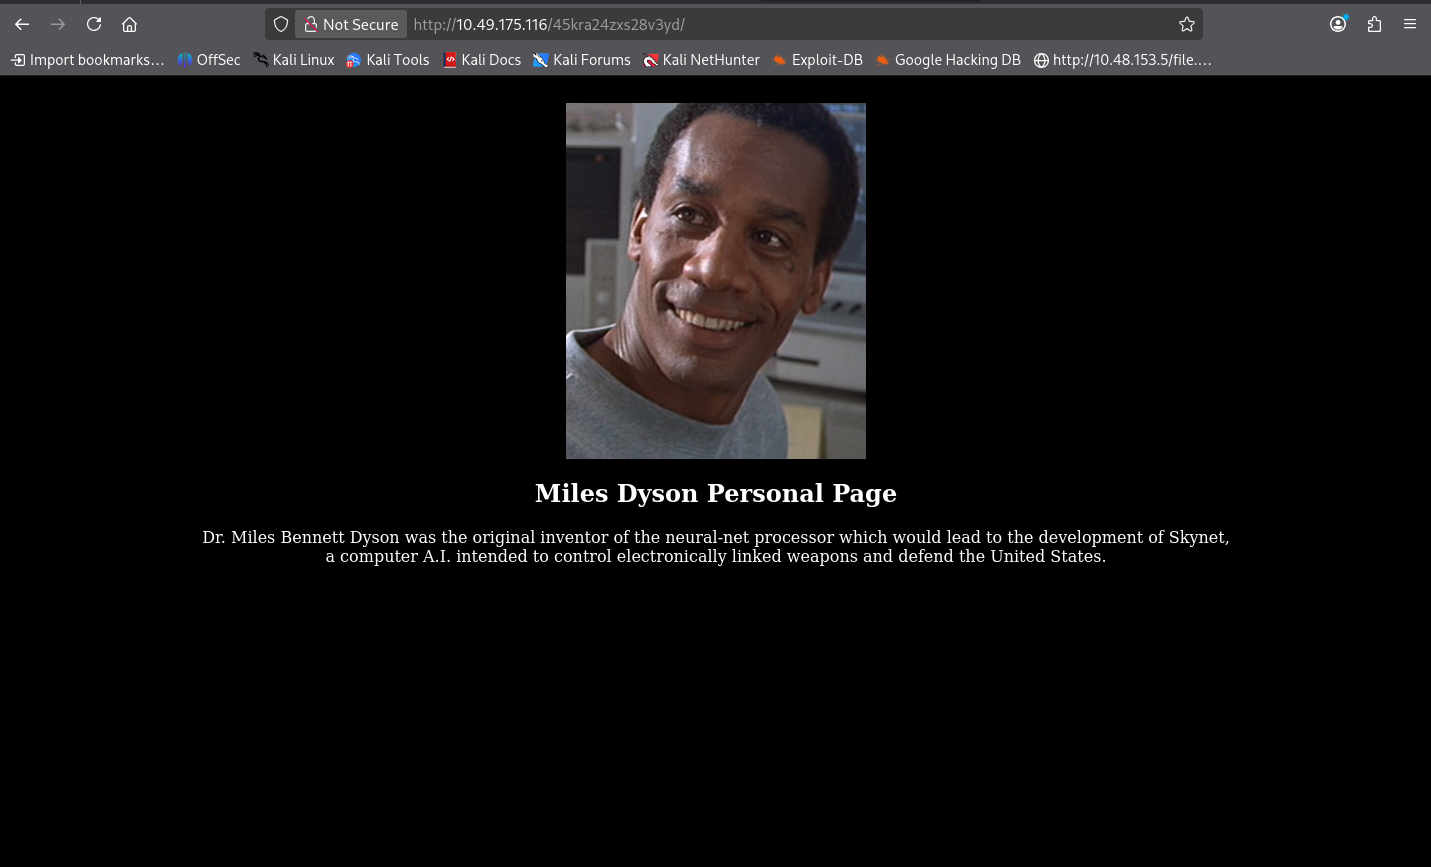 Not Secure http://10.49.175.116/45kra24zxs28v3yd/
Import bookmarks... OffSec Kali Linux Kali Tools Kali Docs Kali Forums Kali NetHunter Exploit-DB Google Hacking DB http://10.48.153.5/file....
Miles Dyson Personal Page
Dr. Miles Bennett Dyson was the original inventor of the neural-net processor which would lead to the development of Skynet,
a computer A.I. intended to control electronically linked weapons and defend the United States.